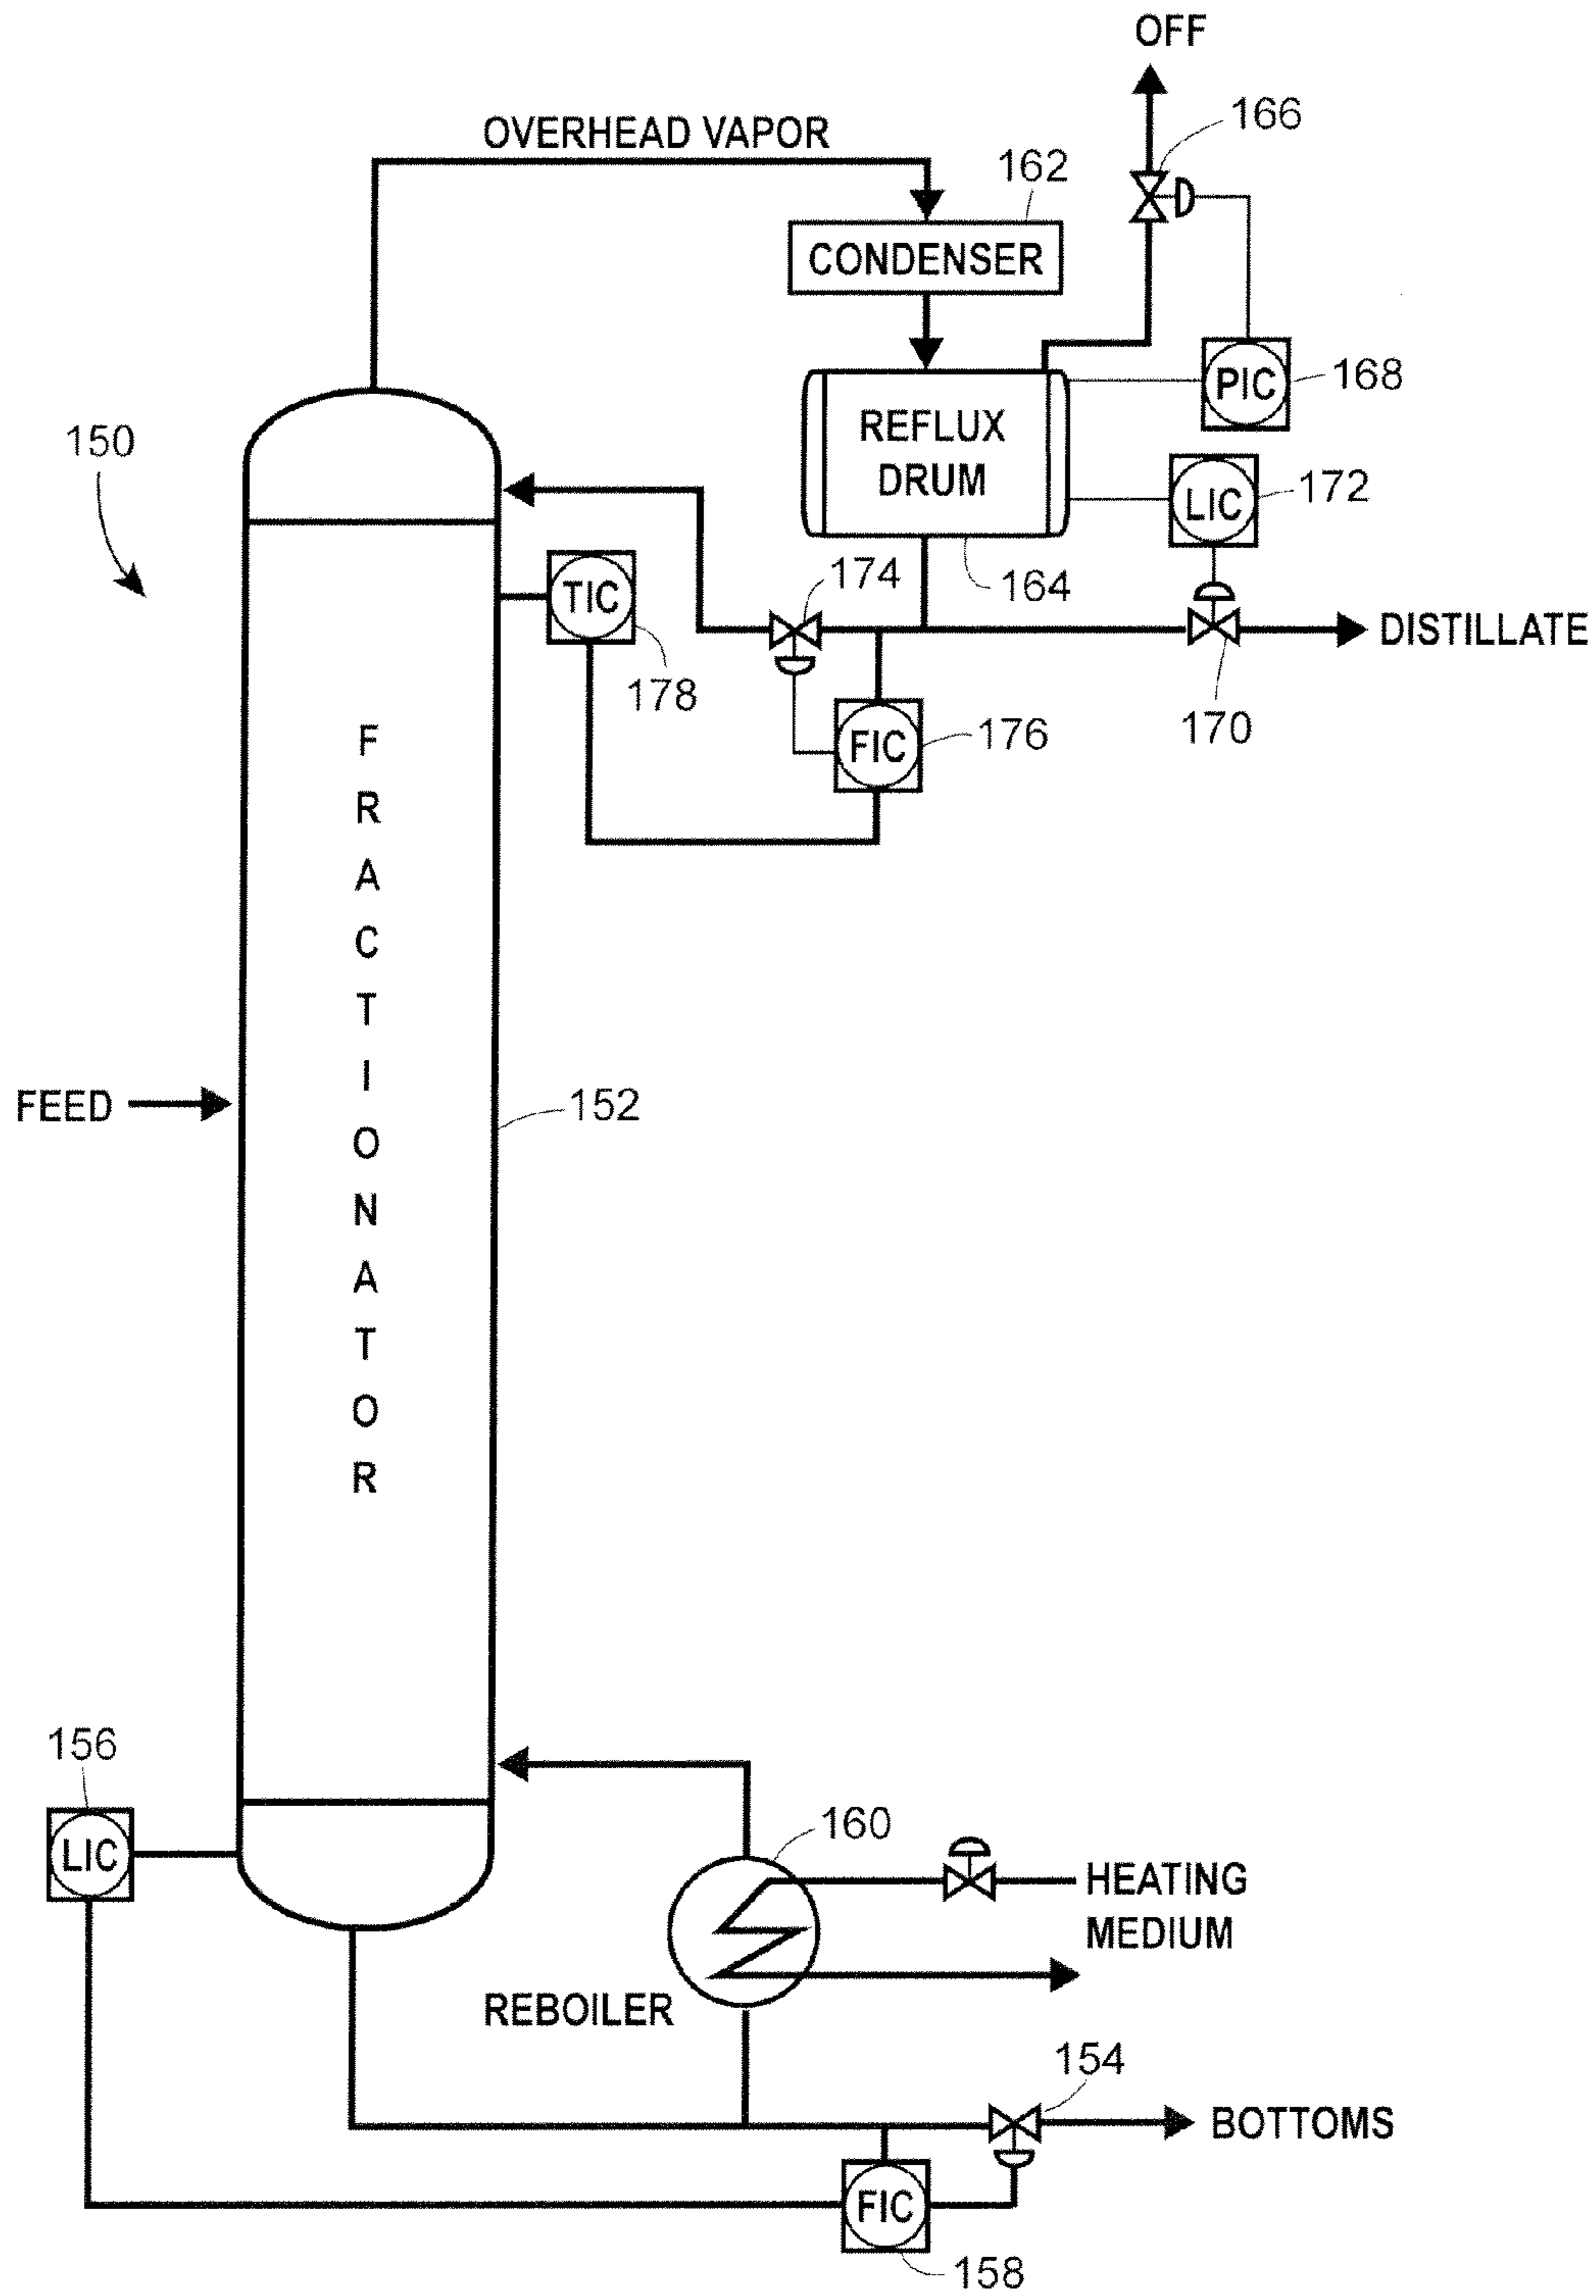 OFF
166
OVERHEAD VAPOR
162
CONDENSER
PIC
168
REFLUX
DRUM
150
LIC
172
174
164
TIC
DISTILLATE
178
170
FIC
176
FRACTIONATOR
FEED
152
156
LIC
160
HEATING
MEDIUM
REBOILER
154
BOTTOMS
FIC
158